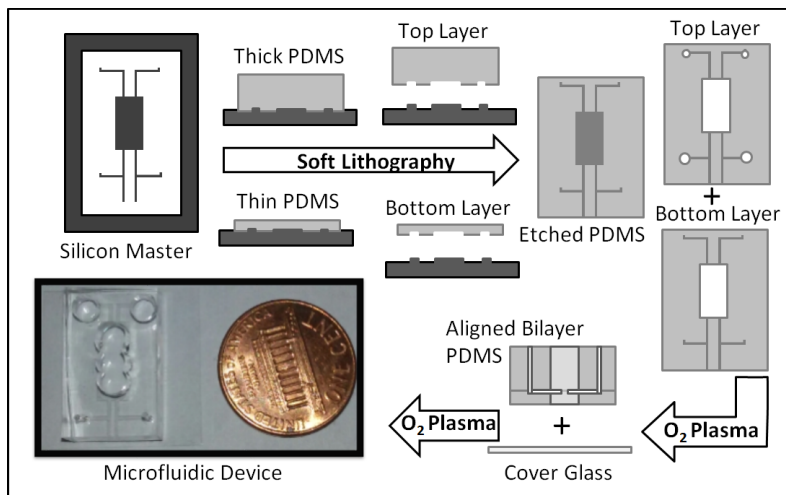 Thick PDMS
Top Layer
Top Layer
Soft Lithography
Thin PDMS
Bottom Layer
Silicon Master
Etched PDMS
+
Bottom Layer
Aligned Bilayer
PDMS
+
O2 Plasma
O2 Plasma
Cover Glass
Microfluidic Device
ONE CENT